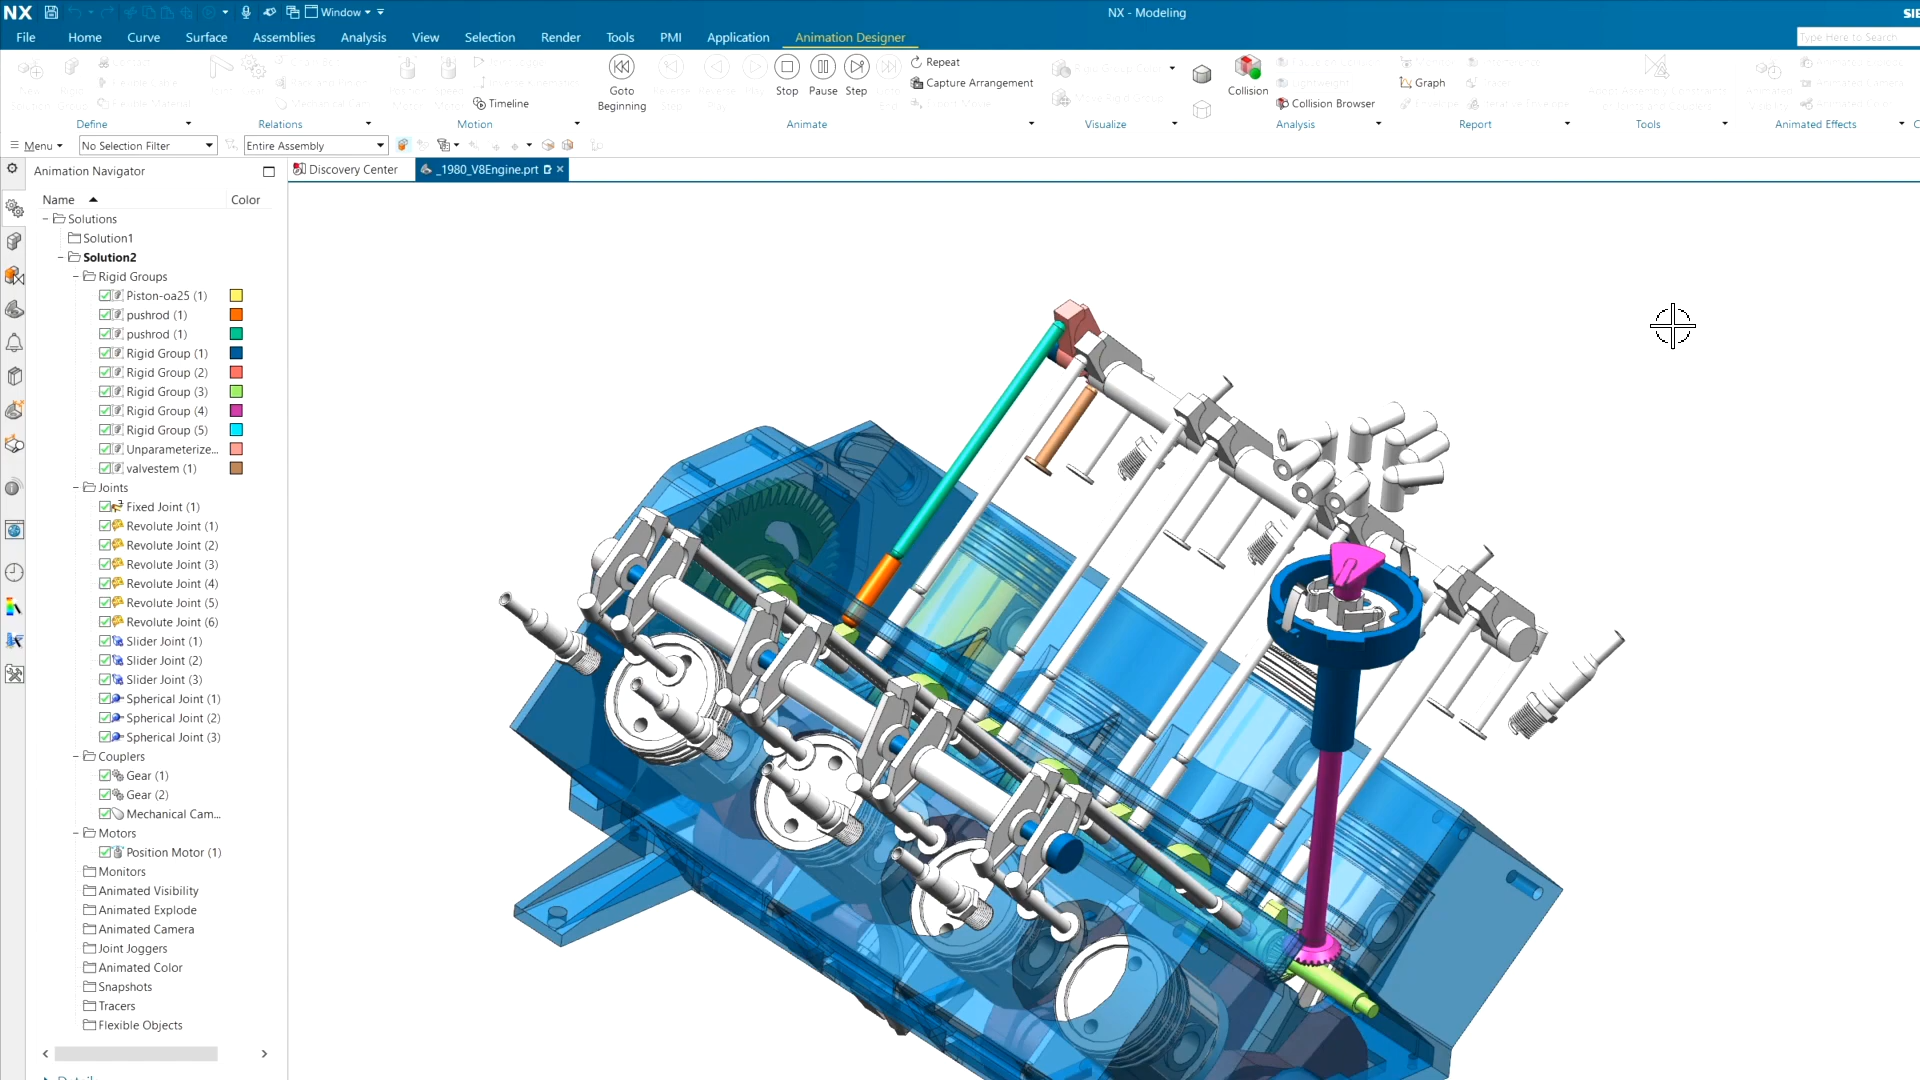 NX
Window
NX - Modeling
SIE
File Home Curve Surface Assemblies Analysis View Selection Render Tools PMI Application Animation Designer
Type Here to Search
Goto Beginning
Stop
Pause
Step
Repeat
Capture Arrangement
Timeline
Collision
Collision Browser
Graph
Define
Relations
Motion
Animate
Visualize
Analysis
Report
Tools
Animated Effects
Menu
No Selection Filter
Entire Assembly
Animation Navigator
Discovery Center
_1980_V8Engine.prt
Name
Color
Solutions
Solution1
Solution2
Rigid Groups
Piston-oa25 (1)
pushrod (1)
pushrod (1)
Rigid Group (1)
Rigid Group (2)
Rigid Group (3)
Rigid Group (4)
Rigid Group (5)
Unparameterize...
valvestem (1)
Joints
Fixed Joint (1)
Revolute Joint (1)
Revolute Joint (2)
Revolute Joint (3)
Revolute Joint (4)
Revolute Joint (5)
Revolute Joint (6)
Slider Joint (1)
Slider Joint (2)
Slider Joint (3)
Spherical Joint (1)
Spherical Joint (2)
Spherical Joint (3)
Couplers
Gear (1)
Gear (2)
Mechanical Cam...
Motors
Position Motor (1)
Monitors
Animated Visibility
Animated Explode
Animated Camera
Joint Joggers
Animated Color
Snapshots
Tracers
Flexible Objects